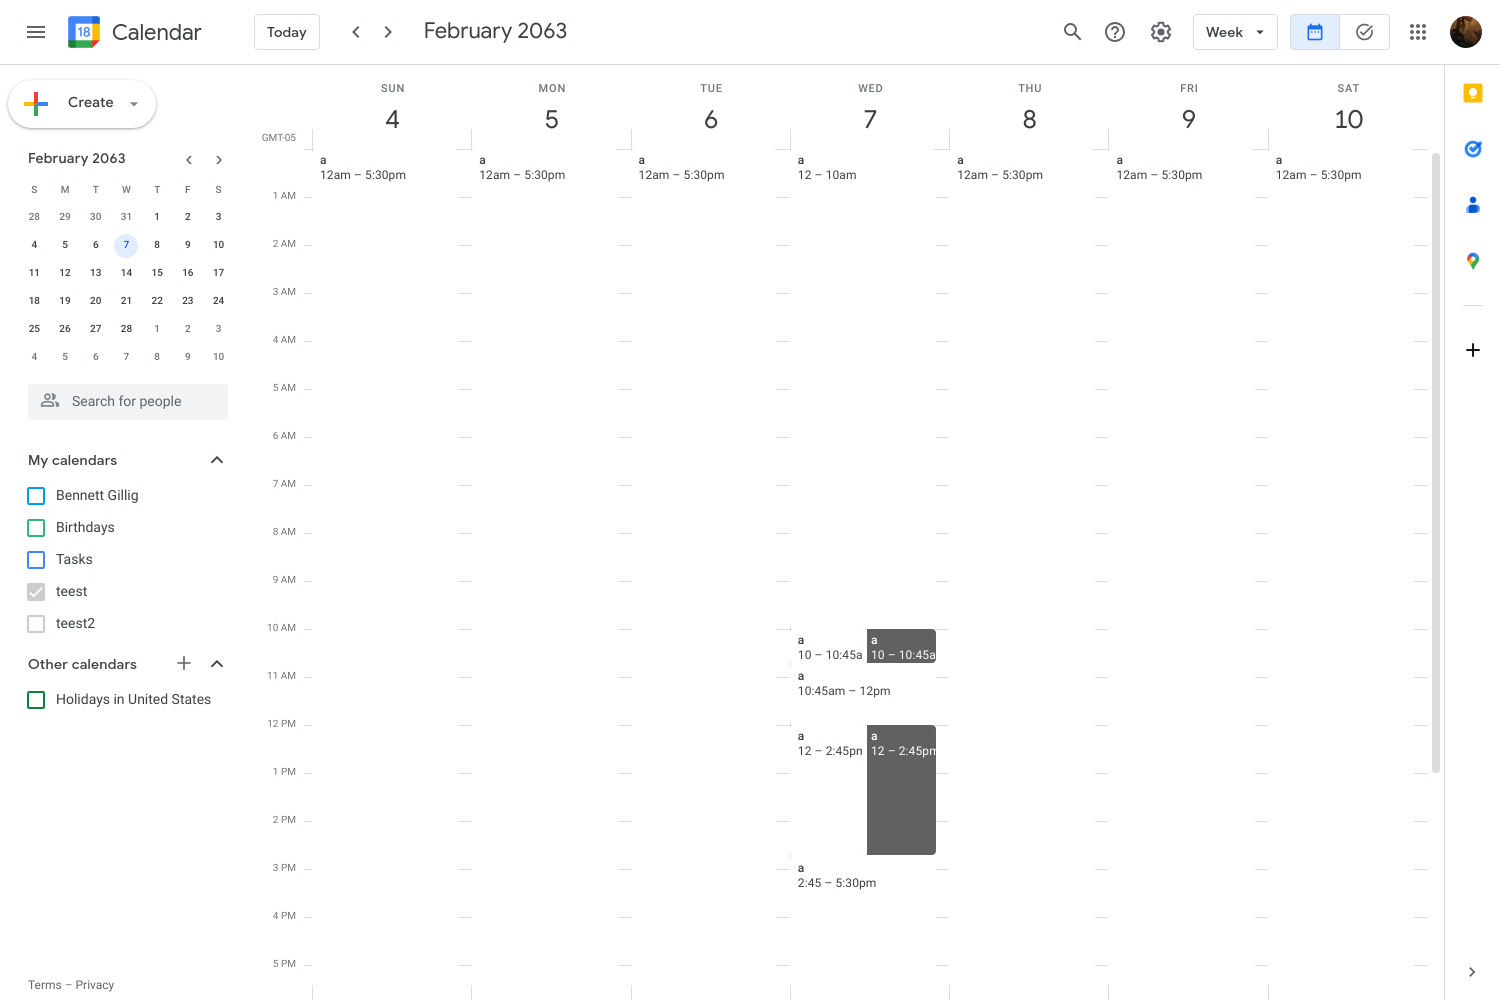 18 Calendar Today February 2063 Week
Create
SUN MON TUE WED THU FRI SAT
4 5 6 7 8 9 10
GMT-05
February 2063
S M T W T F S
28 29 30 31 1 2 3
4 5 6 7 8 9 10
11 12 13 14 15 16 17
18 19 20 21 22 23 24
25 26 27 28 1 2 3
4 5 6 7 8 9 10
Search for people
My calendars
Bennett Gillig
Birthdays
Tasks
teest
teest2
Other calendars
Holidays in United States
Terms – Privacy
a a a a a a a
12am – 5:30pm 12am – 5:30pm 12am – 5:30pm 12 – 10am 12am – 5:30pm 12am – 5:30pm 12am – 5:30pm
1 AM
2 AM
3 AM
4 AM
5 AM
6 AM
7 AM
8 AM
9 AM
10 AM
a a
10 – 10:45a 10 – 10:45a
11 AM
a
10:45am – 12pm
12 PM
a a
12 – 2:45pm 12 – 2:45pm
1 PM
2 PM
3 PM
a
2:45 – 5:30pm
4 PM
5 PM